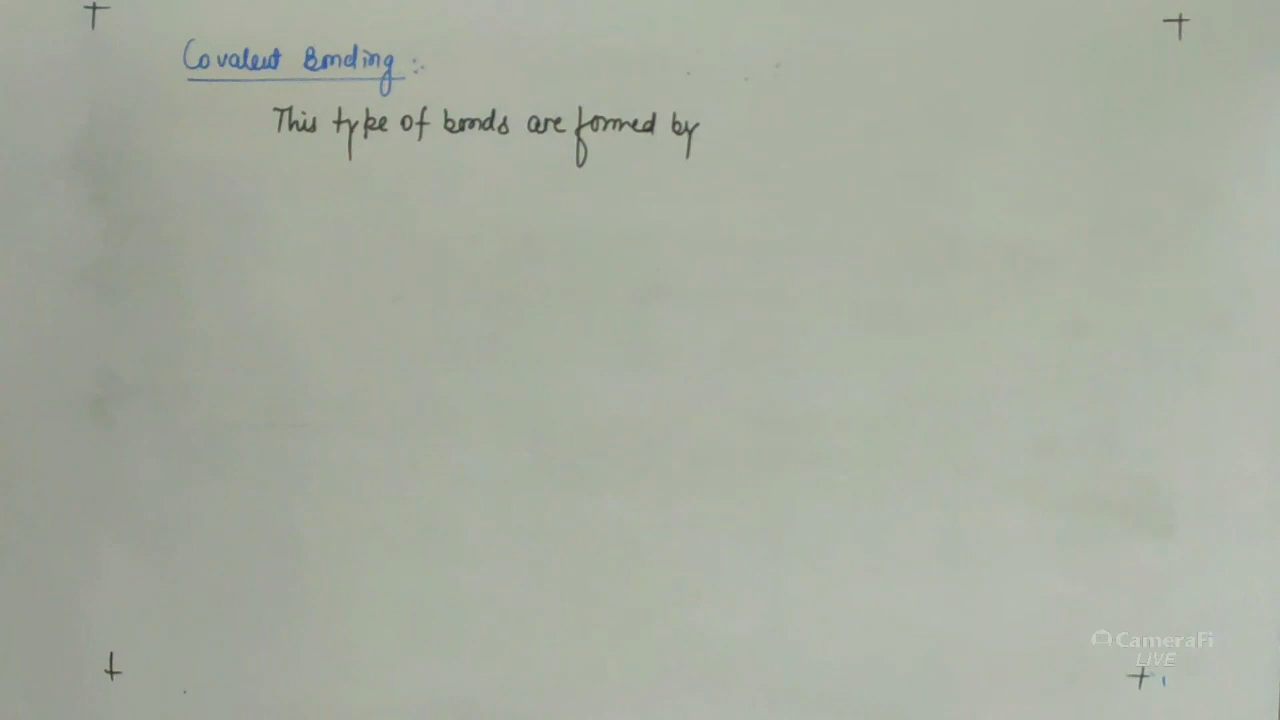 Covalent Bonding :-
This type of bonds are formed by
CameraFi
LIVE